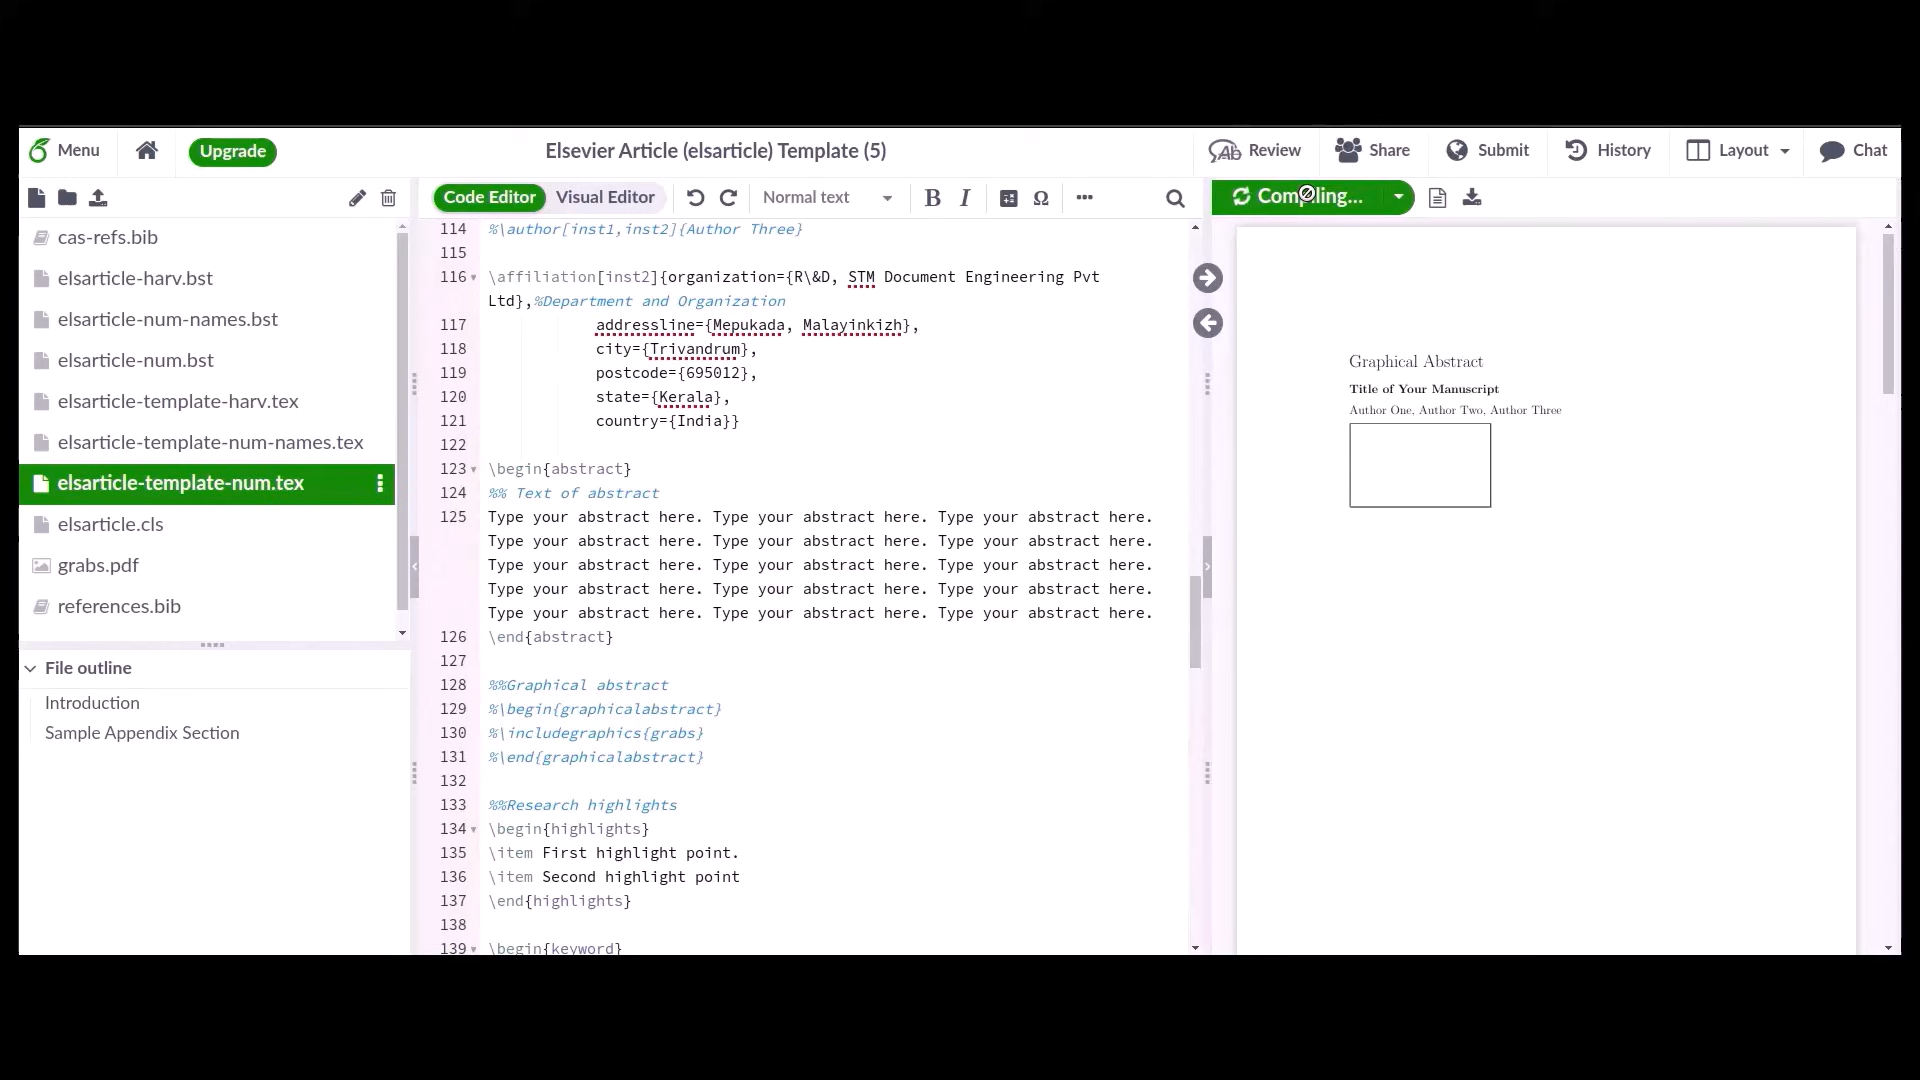 Menu
Upgrade
Elsevier Article (elsarticle) Template (5)
Review
Share
Submit
History
Layout
Chat
Code Editor
Visual Editor
Normal text
B
I
Ω
Compiling...
cas-refs.bib
elsarticle-harv.bst
elsarticle-num-names.bst
elsarticle-num.bst
elsarticle-template-harv.tex
elsarticle-template-num-names.tex
elsarticle-template-num.tex
elsarticle.cls
grabs.pdf
references.bib
File outline
Introduction
Sample Appendix Section
114 %\author[inst1,inst2]{Author Three}
115
116 \affiliation[inst2]{organization={R\&D, STM Document Engineering Pvt
Ltd},%Department and Organization
117 addressline={Mepukada, Malayinkizh},
118 city={Trivandrum},
119 postcode={695012},
120 state={Kerala},
121 country={India}}
122
123 \begin{abstract}
124 %% Text of abstract
125 Type your abstract here. Type your abstract here. Type your abstract here.
Type your abstract here. Type your abstract here. Type your abstract here.
Type your abstract here. Type your abstract here. Type your abstract here.
Type your abstract here. Type your abstract here. Type your abstract here.
Type your abstract here. Type your abstract here. Type your abstract here.
126 \end{abstract}
127
128 %%Graphical abstract
129 %\begin{graphicalabstract}
130 %\includegraphics{grabs}
131 %\end{graphicalabstract}
132
133 %%Research highlights
134 \begin{highlights}
135 \item First highlight point.
136 \item Second highlight point
137 \end{highlights}
138
139 \begin{keyword}
Graphical Abstract
Title of Your Manuscript
Author One, Author Two, Author Three